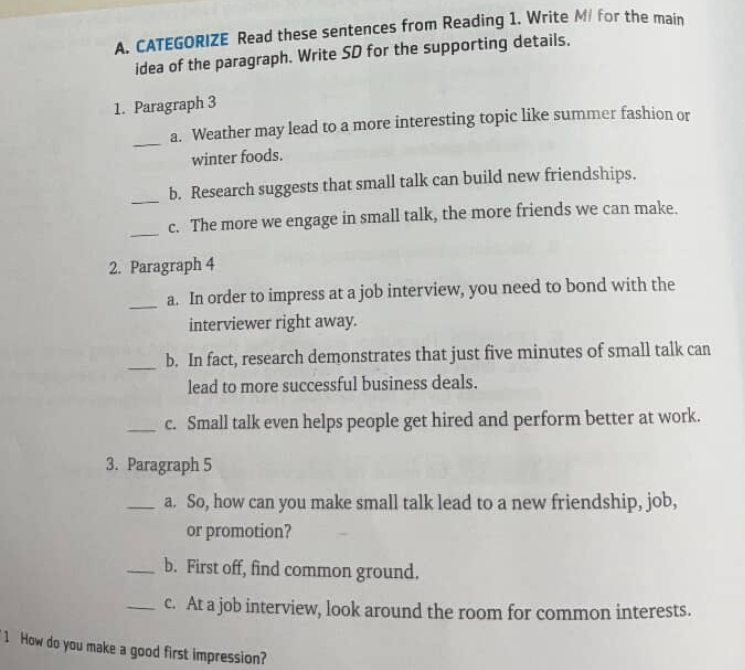 A. CATEGORIZE Read these sentences from Reading 1. Write MI for the main
idea of the paragraph. Write SD for the supporting details.
1. Paragraph 3
___ a. Weather may lead to a more interesting topic like summer fashion or
winter foods.
___ b. Research suggests that small talk can build new friendships.
___ c. The more we engage in small talk, the more friends we can make.
2. Paragraph 4
___ a. In order to impress at a job interview, you need to bond with the
interviewer right away.
___ b. In fact, research demonstrates that just five minutes of small talk can
lead to more successful business deals.
___ c. Small talk even helps people get hired and perform better at work.
3. Paragraph 5
___ a. So, how can you make small talk lead to a new friendship, job,
or promotion?
___ b. First off, find common ground.
___ c. At a job interview, look around the room for common interests.
1 How do you make a good first impression?